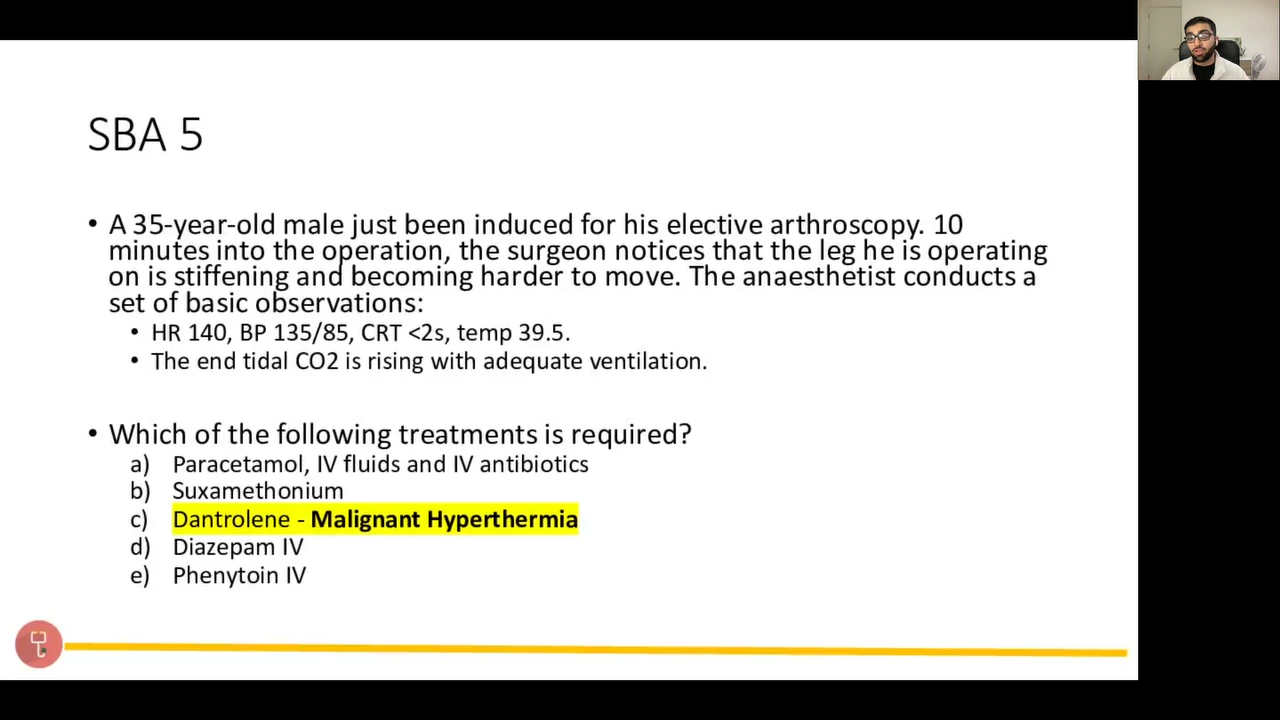 SBA 5
• A 35-year-old male just been induced for his elective arthroscopy. 10
minutes into the operation, the surgeon notices that the leg he is operating
on is stiffening and becoming harder to move. The anaesthetist conducts a
set of basic observations:
• HR 140, BP 135/85, CRT <2s, temp 39.5.
• The end tidal CO2 is rising with adequate ventilation.
• Which of the following treatments is required?
a) Paracetamol, IV fluids and IV antibiotics
b) Suxamethonium
c) Dantrolene - Malignant Hyperthermia
d) Diazepam IV
e) Phenytoin IV